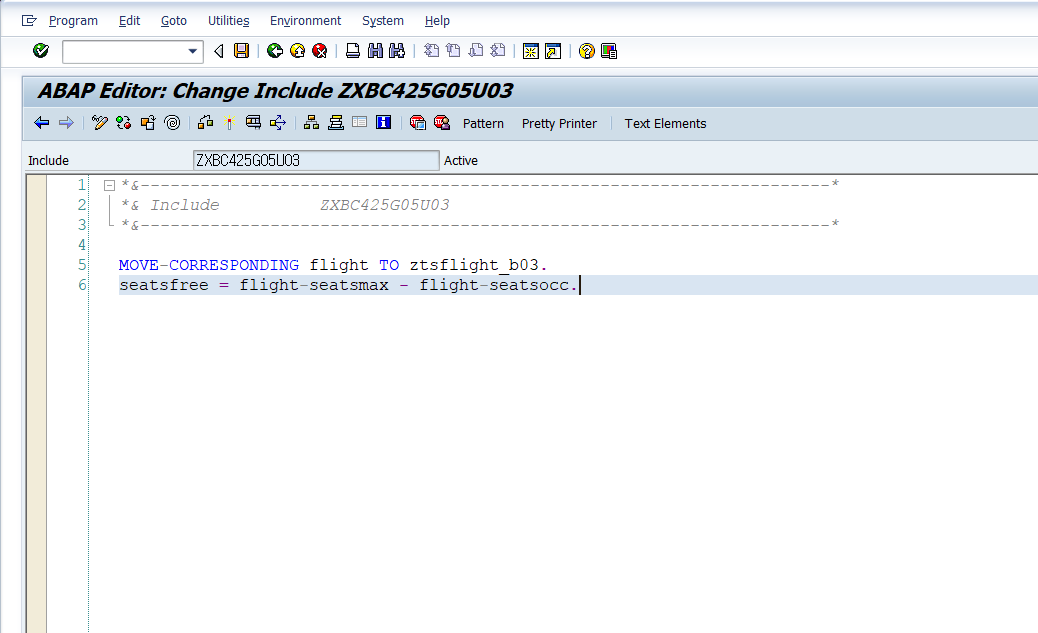 Program Edit Goto Utilities Environment System Help
ABAP Editor: Change Include ZXBC425G05U03
Pattern Pretty Printer Text Elements
Include ZXBC425G05U03 Active
1 *&---------------------------------------------------------------------*
2 *& Include          ZXBC425G05U03
3 *&---------------------------------------------------------------------*
4
5 MOVE-CORRESPONDING flight TO ztsflight_b03.
6 seatsfree = flight-seatsmax - flight-seatsocc.